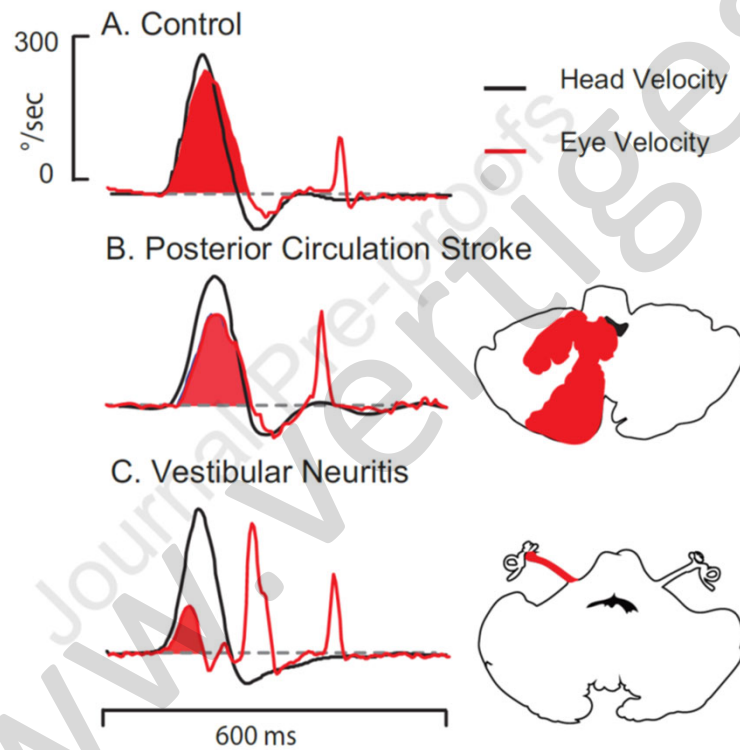 A. Control
300
°/sec
0
Head Velocity
Eye Velocity
B. Posterior Circulation Stroke
C. Vestibular Neuritis
600 ms
Journal Pre-proofs
www.vertiges